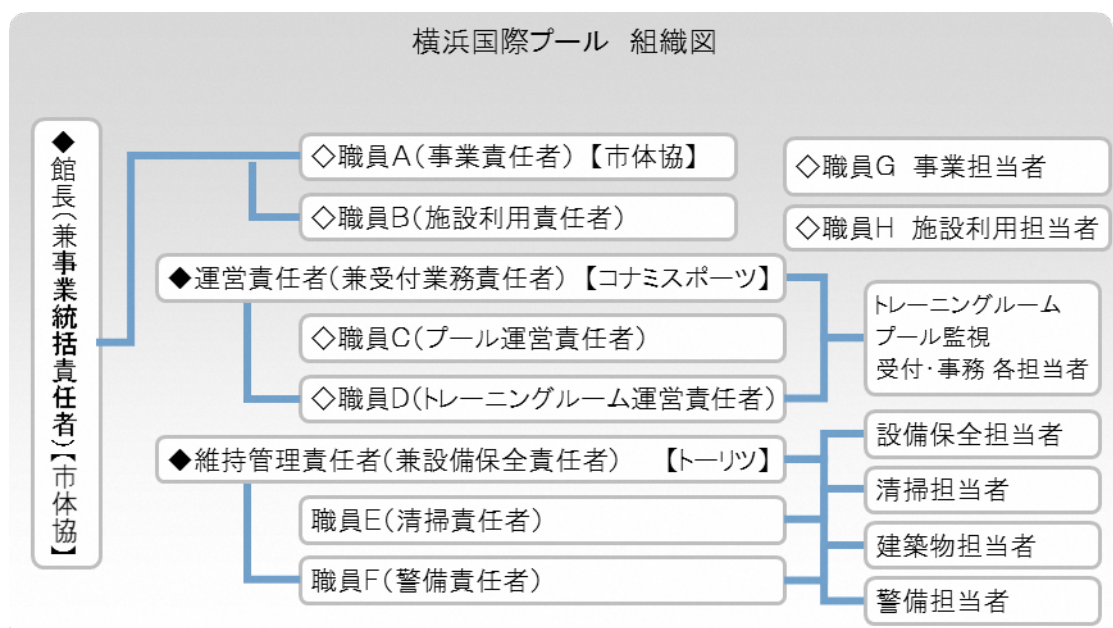 横浜国際プール 組織図
◆館長(兼事業統括責任者)【市体協】
◇職員A(事業責任者)【市体協】
◇職員B(施設利用責任者)
◇職員G 事業担当者
◇職員H 施設利用担当者
◆運営責任者(兼受付業務責任者)【コナミスポーツ】
◇職員C(プール運営責任者)
◇職員D(トレーニングルーム運営責任者)
トレーニングルーム
プール監視
受付・事務 各担当者
◆維持管理責任者(兼設備保全責任者) 【トーリツ】
職員E(清掃責任者)
職員F(警備責任者)
設備保全担当者
清掃担当者
建築物担当者
警備担当者